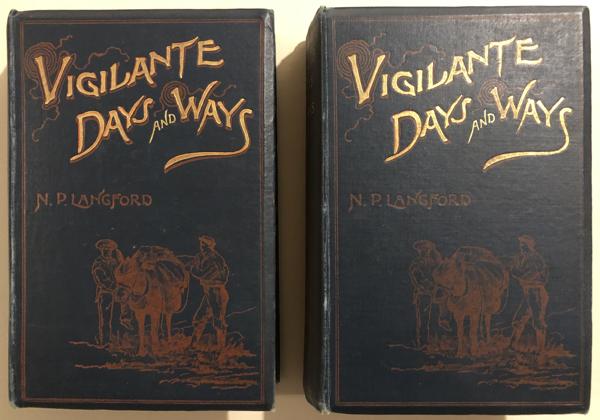 VIGILANTE
DAYS AND WAYS
N. P. LANGFORD
VIGILANTE
DAYS AND WAYS
N. P. LANGFORD